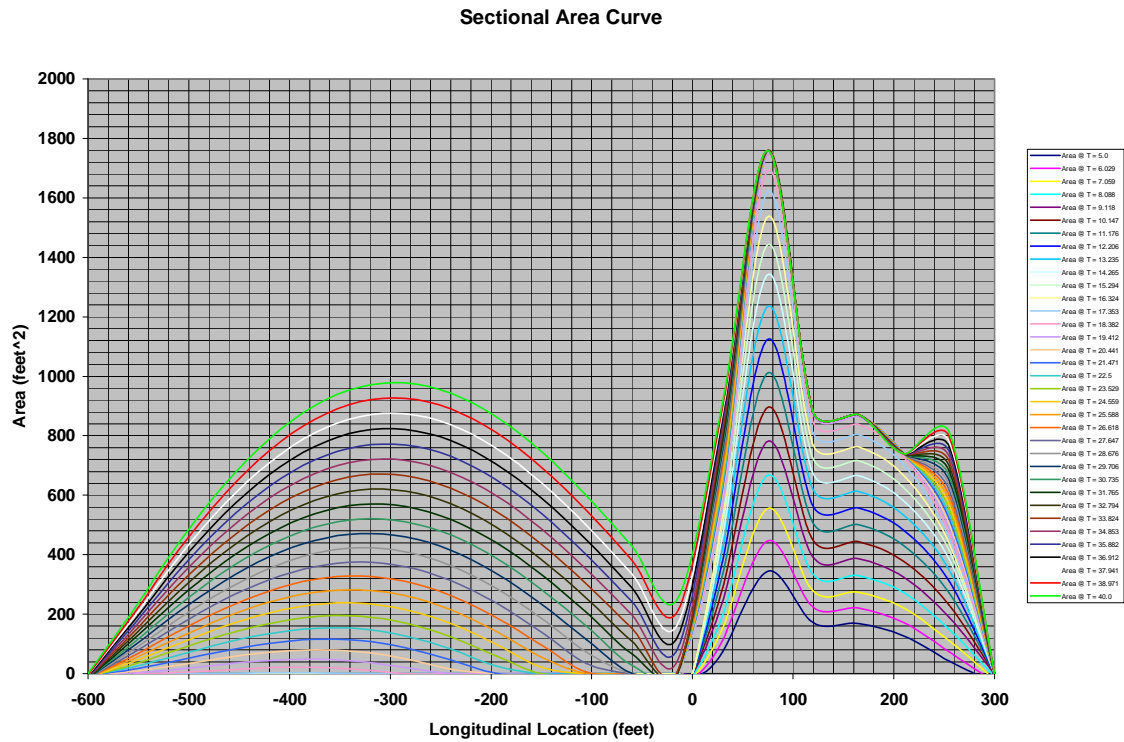 Sectional Area Curve
2000
1800
1600
1400
1200
1000
800
600
400
200
0
Area (feet^2)
-600 -500 -400 -300 -200 -100 0 100 200 300
Longitudinal Location (feet)
Area @ T = 5.0
Area @ T = 6.029
Area @ T = 7.059
Area @ T = 8.088
Area @ T = 9.118
Area @ T = 10.147
Area @ T = 11.176
Area @ T = 12.206
Area @ T = 13.235
Area @ T = 14.265
Area @ T = 15.294
Area @ T = 16.324
Area @ T = 17.353
Area @ T = 18.382
Area @ T = 19.412
Area @ T = 20.441
Area @ T = 21.471
Area @ T = 22.5
Area @ T = 23.529
Area @ T = 24.559
Area @ T = 25.588
Area @ T = 26.618
Area @ T = 27.647
Area @ T = 28.676
Area @ T = 29.706
Area @ T = 30.735
Area @ T = 31.765
Area @ T = 32.794
Area @ T = 33.824
Area @ T = 34.853
Area @ T = 35.882
Area @ T = 36.912
Area @ T = 37.941
Area @ T = 38.971
Area @ T = 40.0